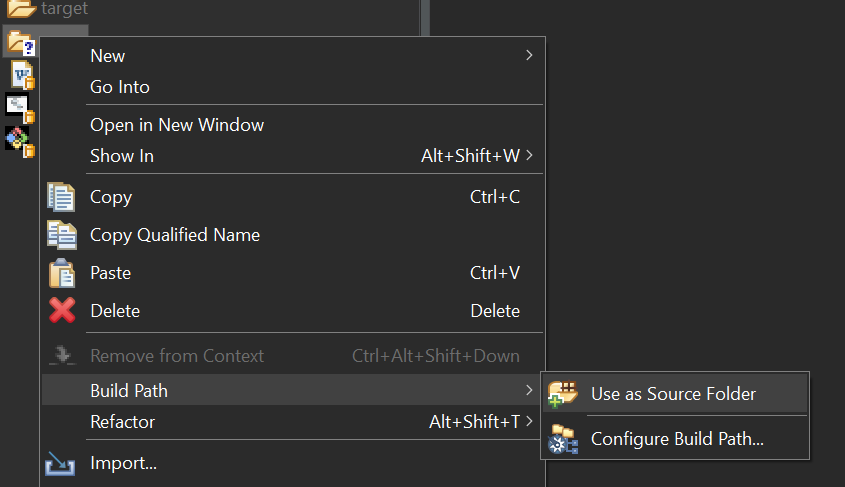 target
New
Go Into
Open in New Window
Show In Alt+Shift+W
Copy Ctrl+C
Copy Qualified Name
Paste Ctrl+V
Delete Delete
Remove from Context Ctrl+Alt+Shift+Down
Build Path
Use as Source Folder
Refactor Alt+Shift+T
Configure Build Path...
Import...